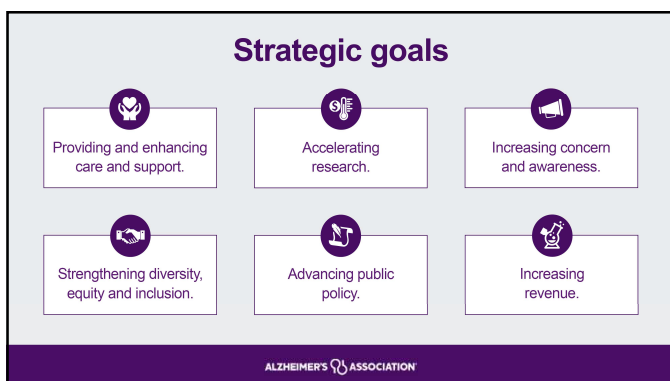 Strategic goals
Providing and enhancing
care and support.
Accelerating
research.
Increasing concern
and awareness.
Strengthening diversity,
equity and inclusion.
Advancing public
policy.
Increasing
revenue.
ALZHEIMER'S ASSOCIATION